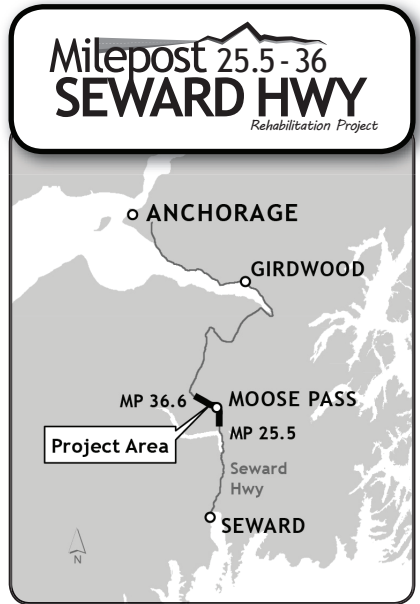 Milepost 25.5 - 36
SEWARD HWY
Rehabilitation Project
ANCHORAGE
GIRDWOOD
MP 36.6
MOOSE PASS
MP 25.5
Project Area
Seward
Hwy
SEWARD
N